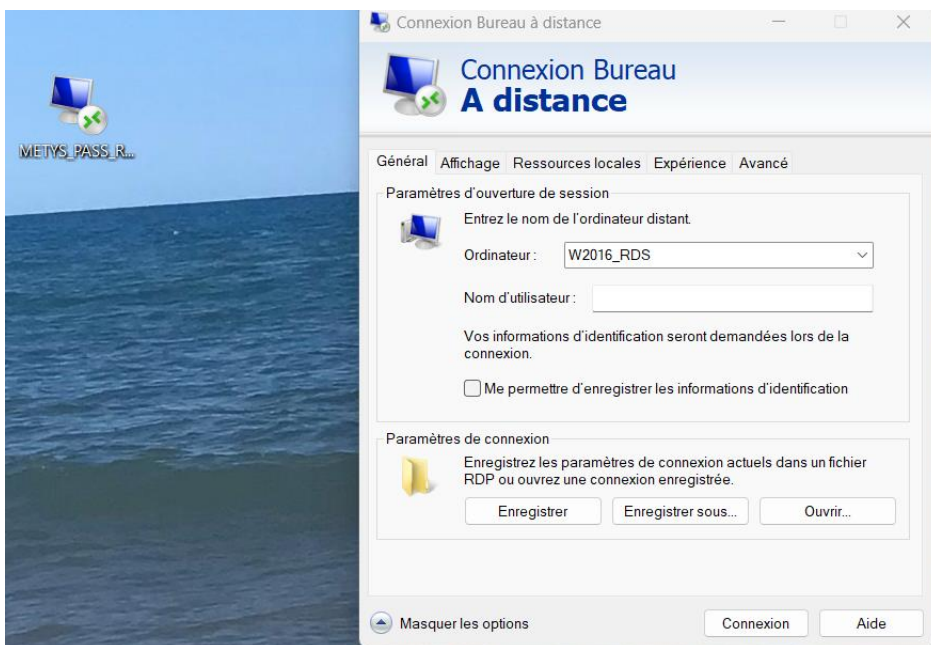 METYS_PASS_R...
Connexion Bureau à distance
Connexion Bureau
A distance
Général Affichage Ressources locales Expérience Avancé
Paramètres d'ouverture de session
Entrez le nom de l'ordinateur distant.
Ordinateur : W2016_RDS
Nom d'utilisateur :
Vos informations d'identification seront demandées lors de la
connexion.
Me permettre d'enregistrer les informations d'identification
Paramètres de connexion
Enregistrez les paramètres de connexion actuels dans un fichier
RDP ou ouvrez une connexion enregistrée.
Enregistrer Enregistrer sous... Ouvrir...
Masquer les options Connexion Aide